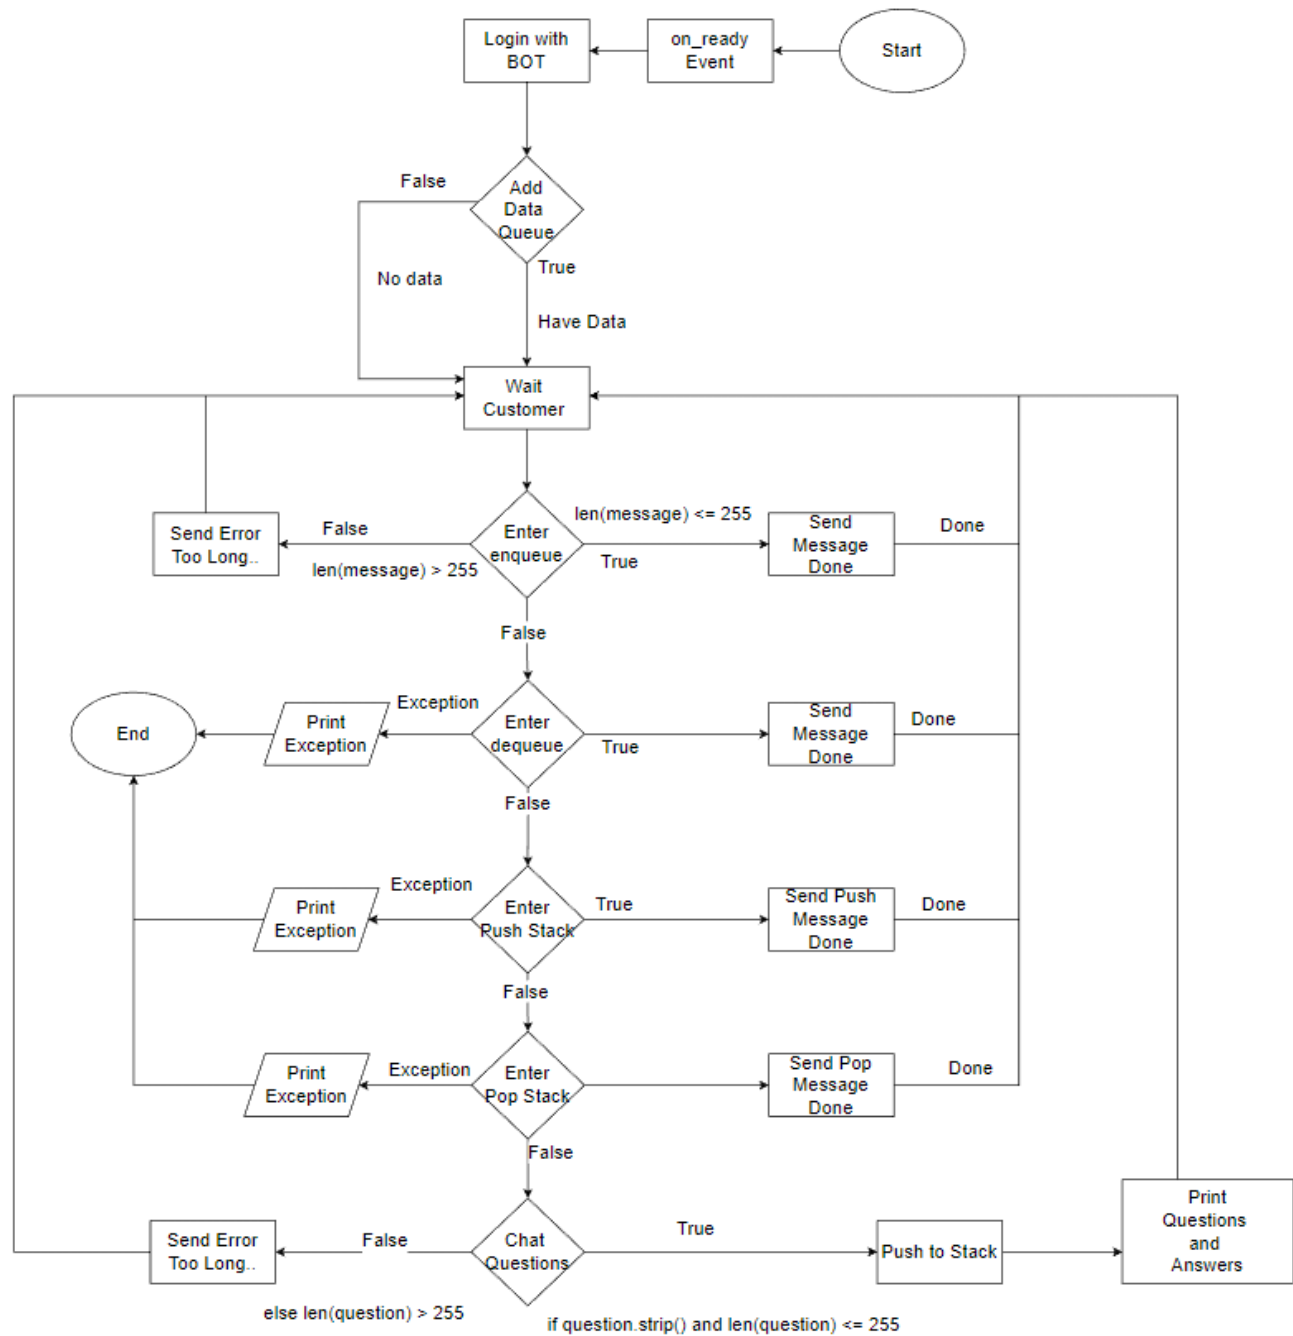 Login with
BOT
on_ready
Event
Start
False
Add
Data
Queue
True
No data
Have Data
Wait
Customer
Send Error
Too Long..
False
len(message) > 255
Enter
enqueue
len(message) <= 255
True
Send
Message
Done
Done
False
End
Print
Exception
Exception
Enter
dequeue
True
Send
Message
Done
Done
False
Print
Exception
Exception
Enter
Push Stack
True
Send Push
Message
Done
Done
False
Print
Exception
Exception
Enter
Pop Stack
Send Pop
Message
Done
Done
False
Send Error
Too Long..
False
Chat
Questions
True
Push to Stack
Print
Questions
and
Answers
else len(question) > 255
if question.strip() and len(question) <= 255